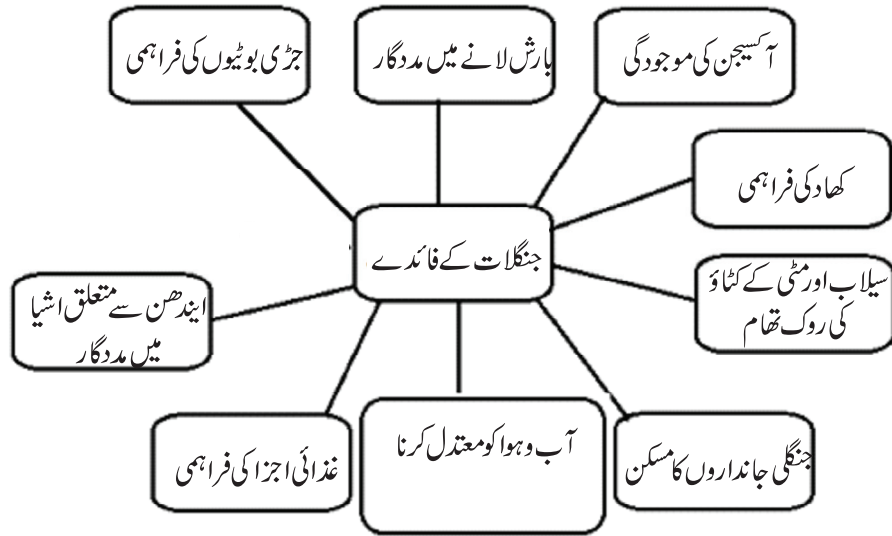 آکسیجن کی موجودگی
بارش لانے میں مددگار
جڑی بوٹیوں کی فراہمی
کھاد کی فراہمی
جنگلات کے فائدے
سیلاب اور مٹی کے کٹاؤ
کی روک تھام
ایندھن سے متعلق اشیا
میں مددگار
جنگلی جانداروں کا مسکن
آب و ہوا کو معتدل کرنا
غذائی اجزا کی فراہمی